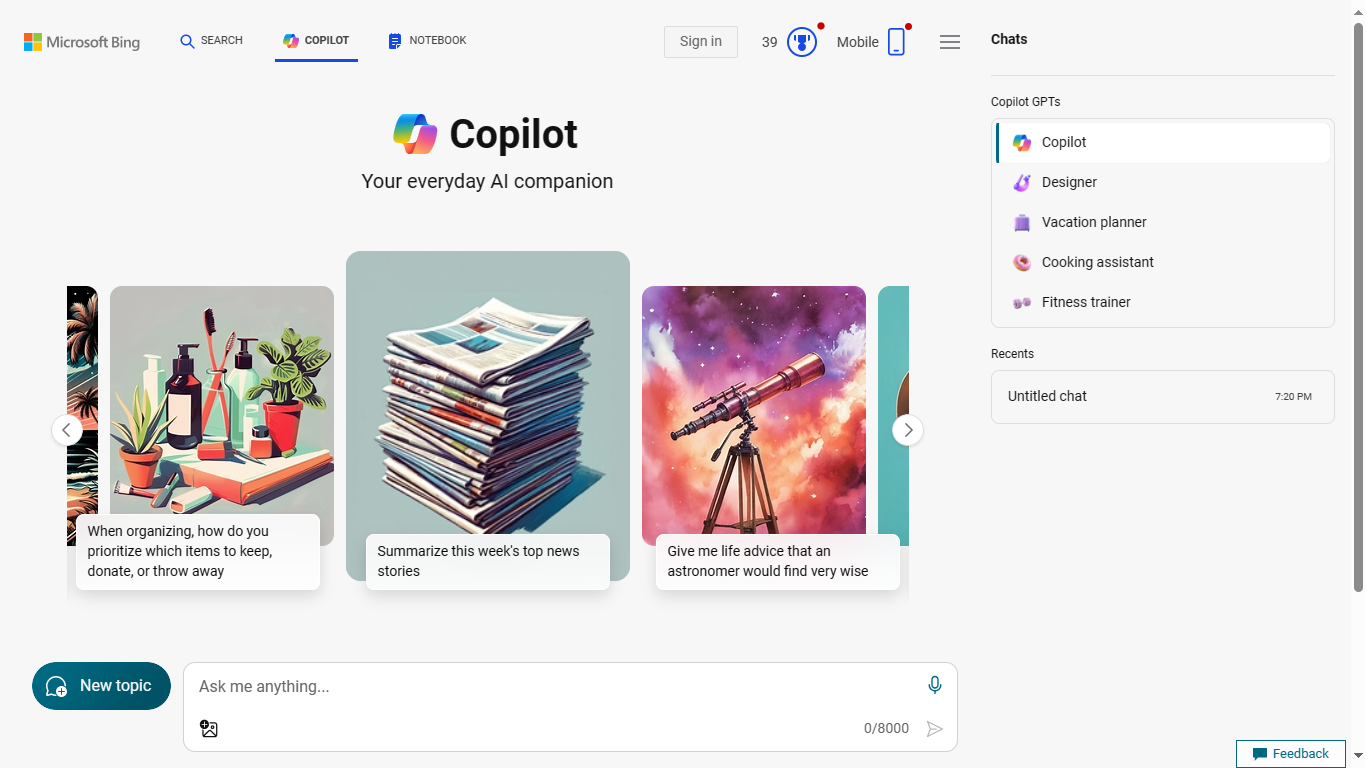 Microsoft Bing
SEARCH
COPILOT
NOTEBOOK
Sign in
39
Mobile
Copilot
Your everyday AI companion
When organizing, how do you
prioritize which items to keep,
donate, or throw away
Summarize this week's top news
stories
Give me life advice that an
astronomer would find very wise
New topic
Ask me anything...
0/8000
Chats
Copilot GPTs
Copilot
Designer
Vacation planner
Cooking assistant
Fitness trainer
Recents
Untitled chat
7:20 PM
Feedback